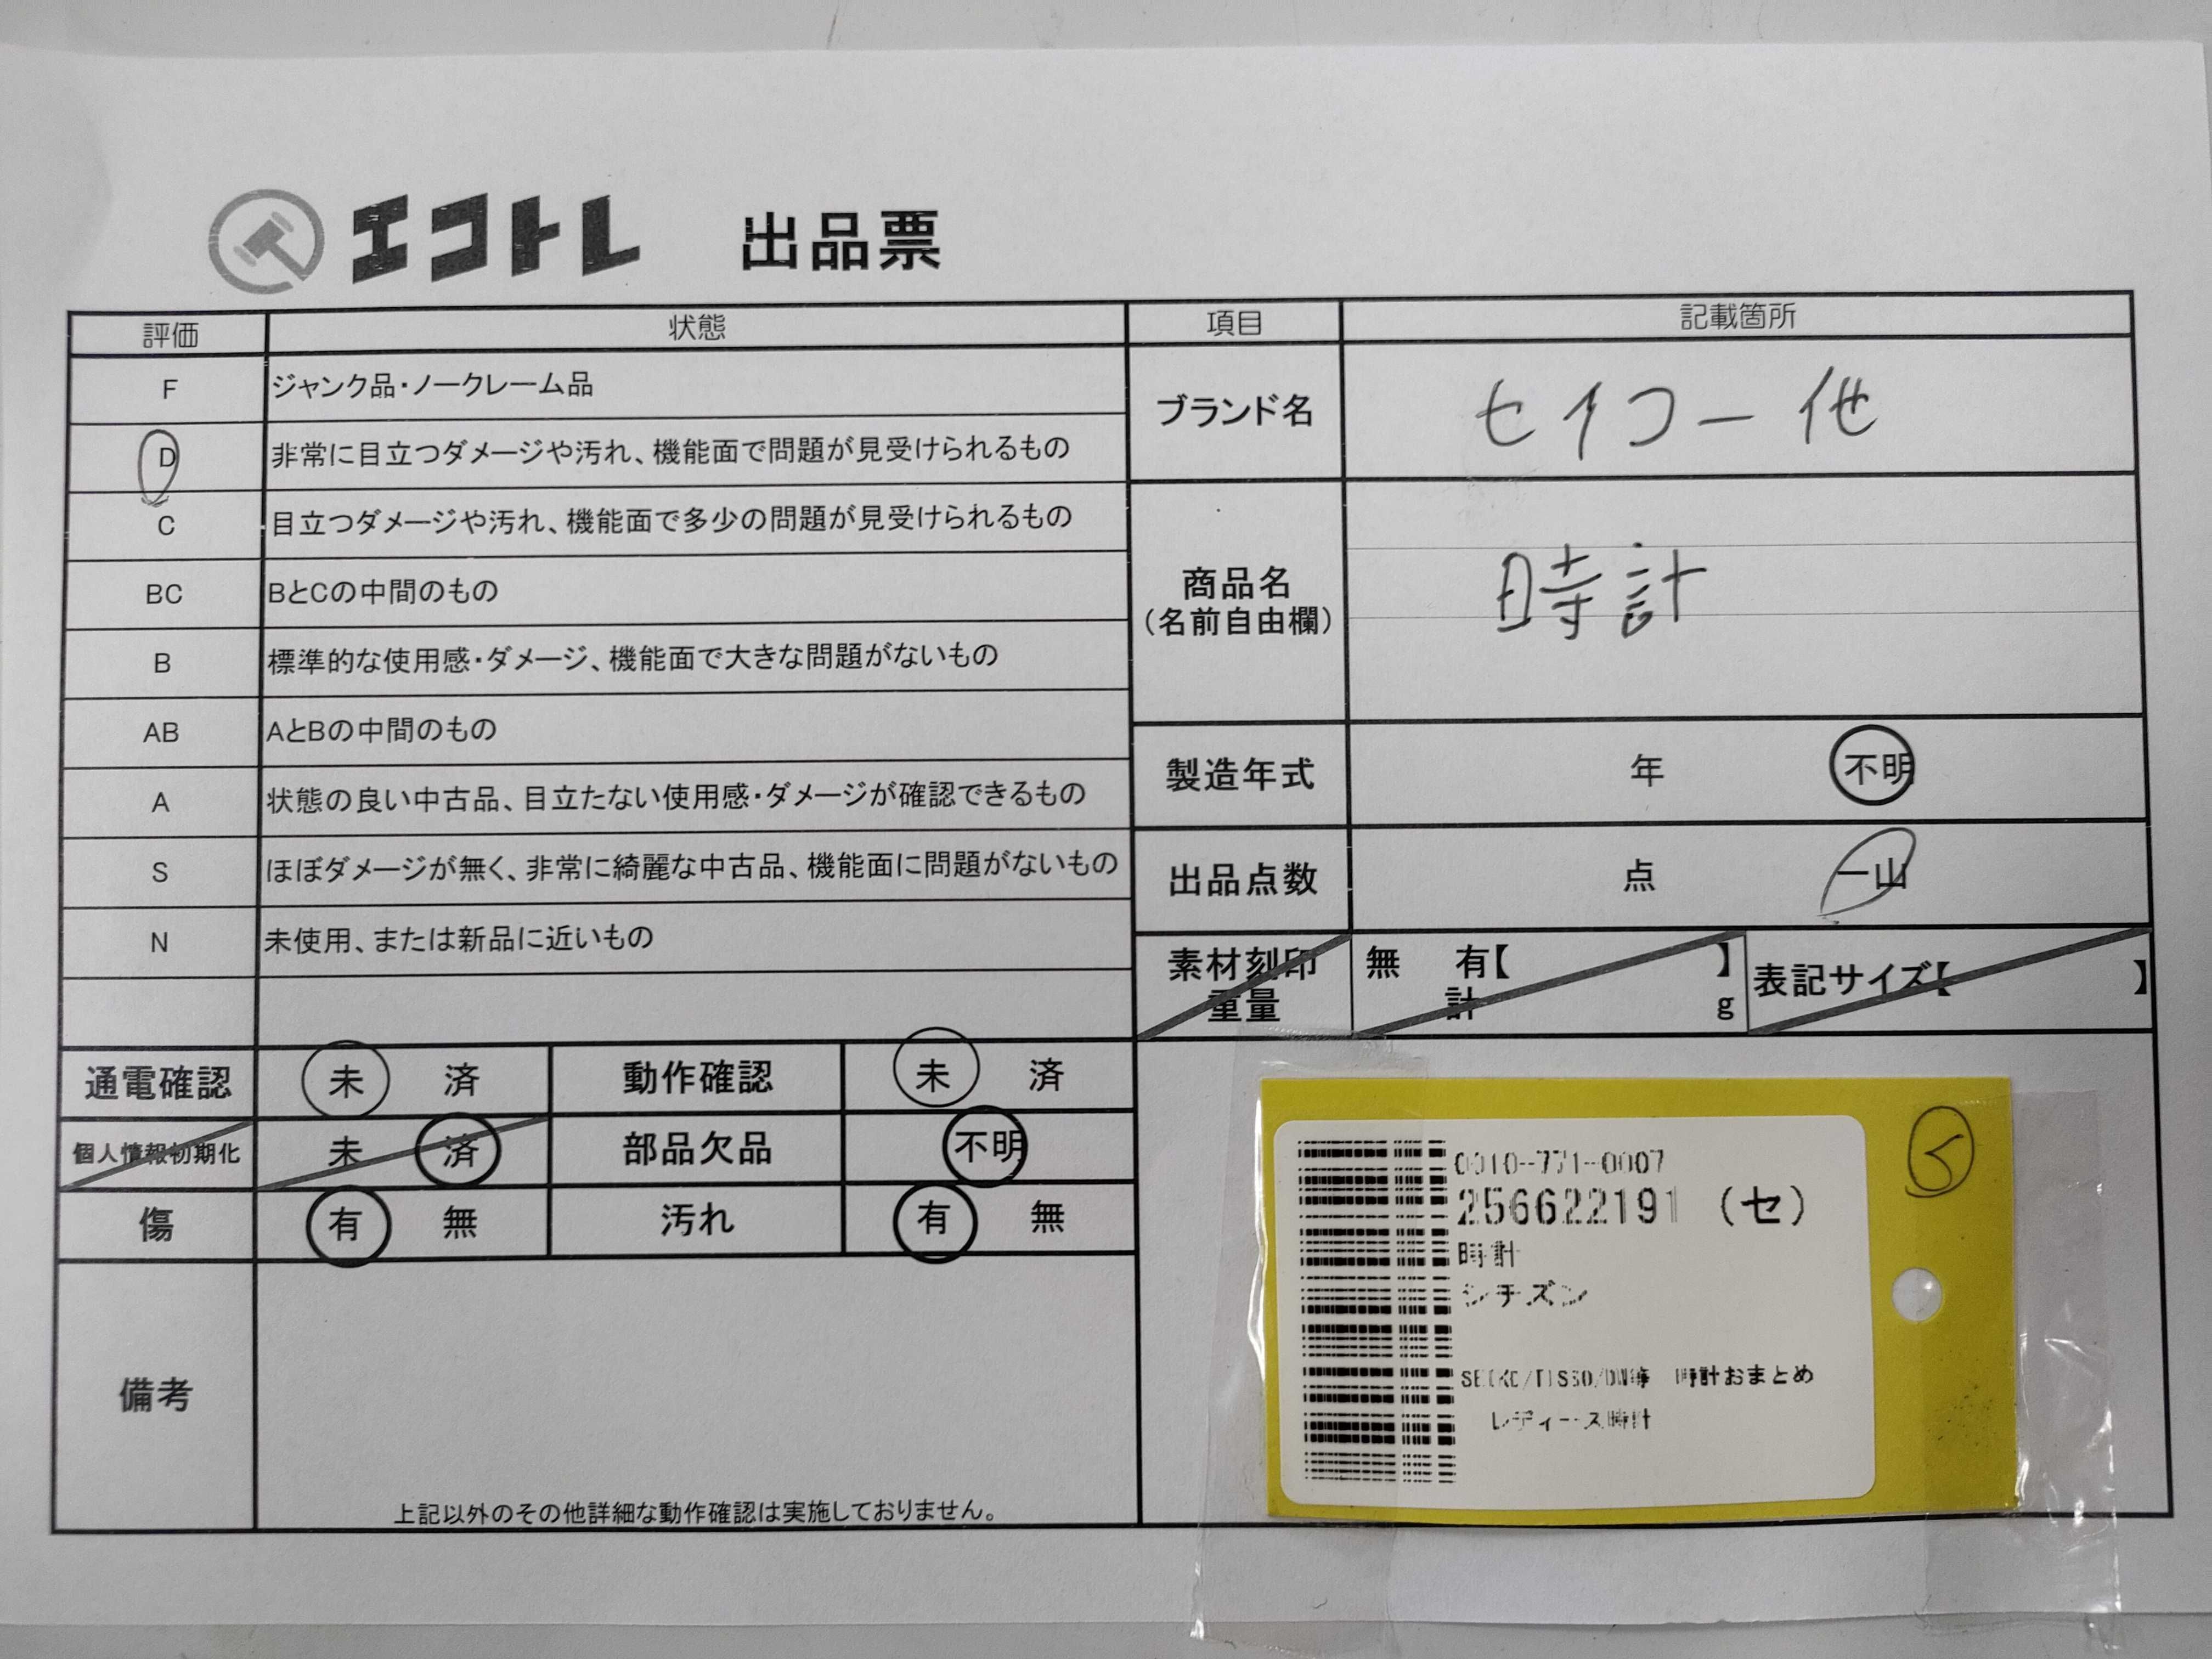 エコトレ 出品票
評価 状態
F ジャンク品・ノークレーム品
D 非常に目立つダメージや汚れ、機能面で問題が見受けられるもの
C 目立つダメージや汚れ、機能面で多少の問題が見受けられるもの
BC BとCの中間のもの
B 標準的な使用感・ダメージ、機能面で大きな問題がないもの
AB AとBの中間のもの
A 状態の良い中古品、目立たない使用感・ダメージが確認できるもの
S ほぼダメージが無く、非常に綺麗な中古品、機能面に問題がないもの
N 未使用、または新品に近いもの
通電確認 未 済 動作確認 未 済
個人情報初期化 未 済 部品欠品 不明
傷 有 無 汚れ 有 無
備考
上記以外のその他詳細な動作確認は実施しておりません。
項目 記載箇所
ブランド名 セイコー他
商品名 時計
(名前自由欄)
製造年式 年 不明
出品点数 点 一山
素材刻印 無 有【 】 表記サイズ【 】
重量 計 g
0010-771-0007
256622191 (セ)
時計
シチズン
SEIKO/TISSO/DW等 時計おまとめ
レディース時計